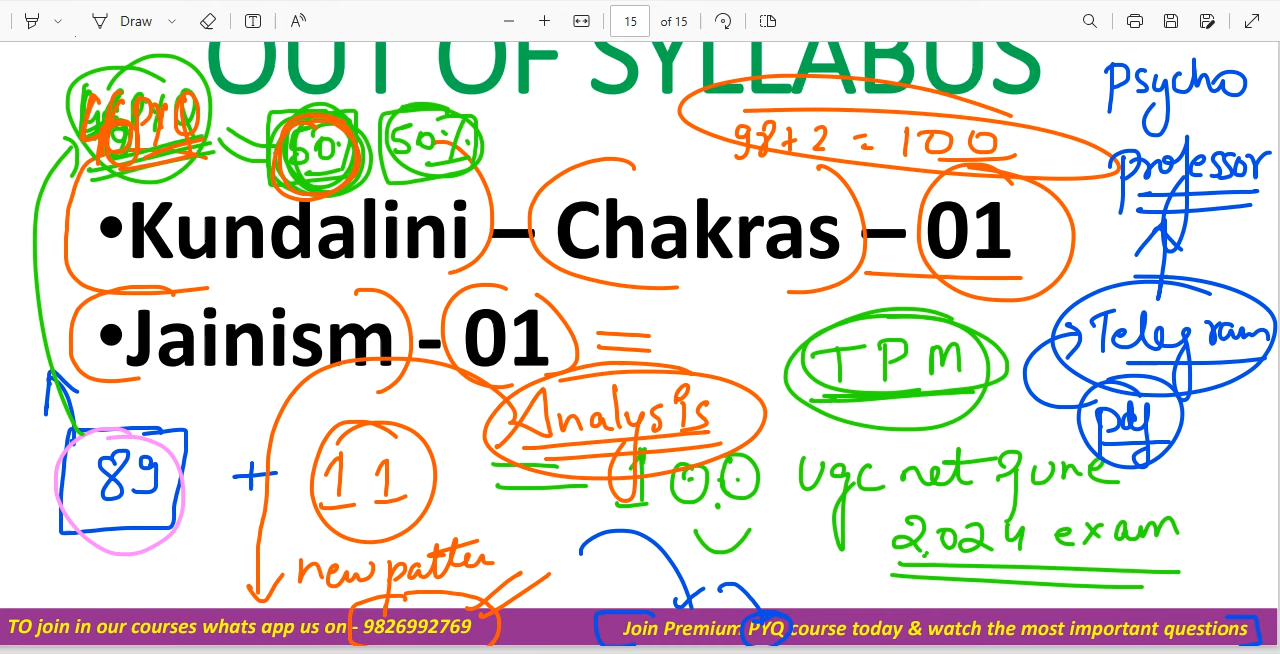 Draw
15 of 15
OUT OF SYLLABUS
50%
50%
98+2 = 100
Psycho
professor
•Kundalini – Chakras – 01
•Jainism - 01
TPM
Telegram
pdf
Analysis
89 + 11 = 100
ugc net June
2024 exam
new patter
TO join in our courses whats app us on - 9826992769
Join Premium PYQ course today & watch the most important questions